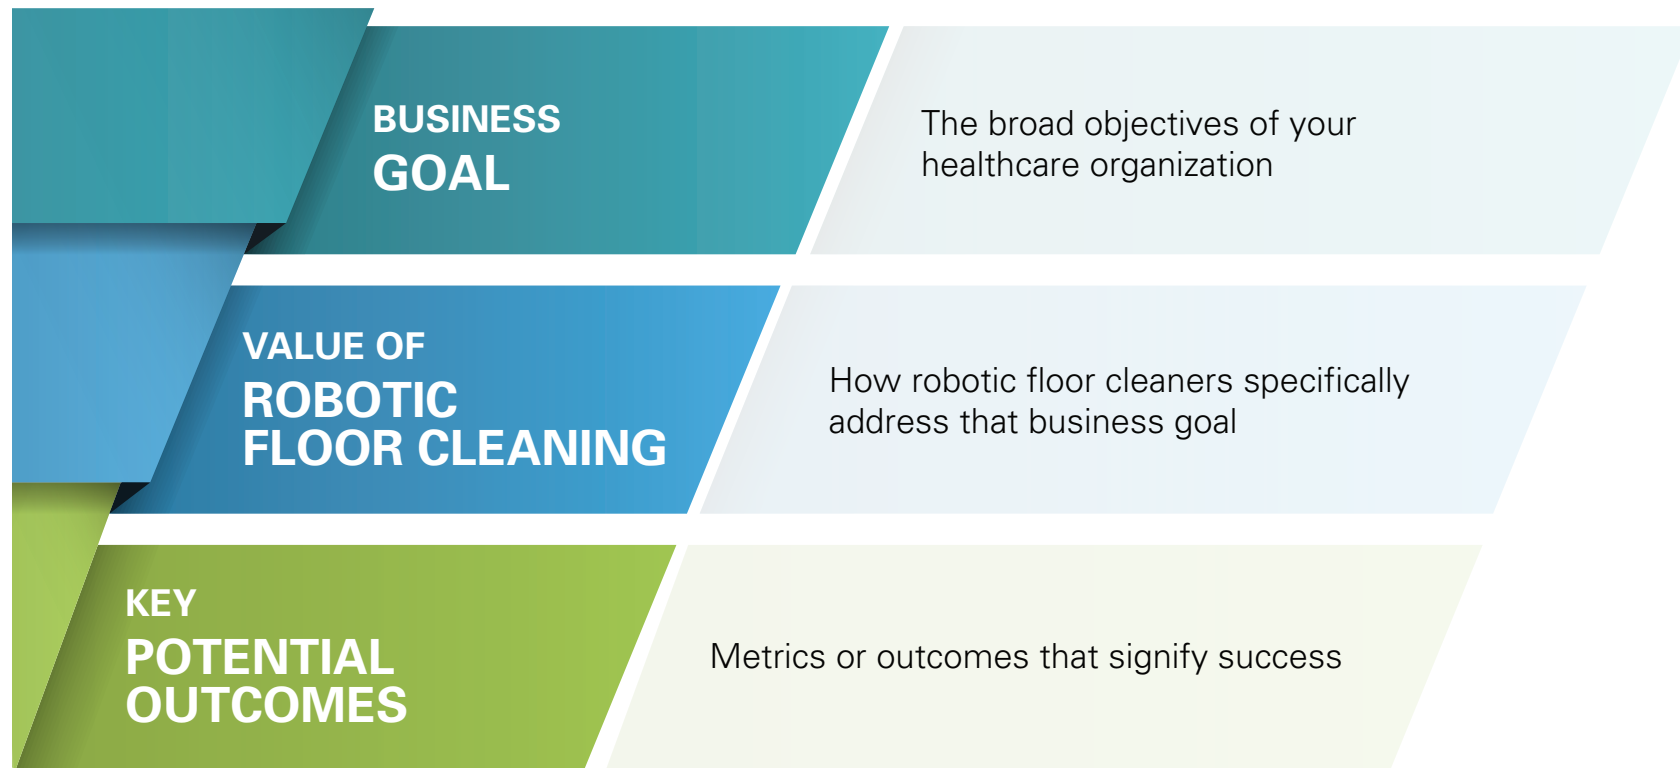 BUSINESS
GOAL
The broad objectives of your
healthcare organization
VALUE OF
ROBOTIC
FLOOR CLEANING
How robotic floor cleaners specifically
address that business goal
KEY
POTENTIAL
OUTCOMES
Metrics or outcomes that signify success